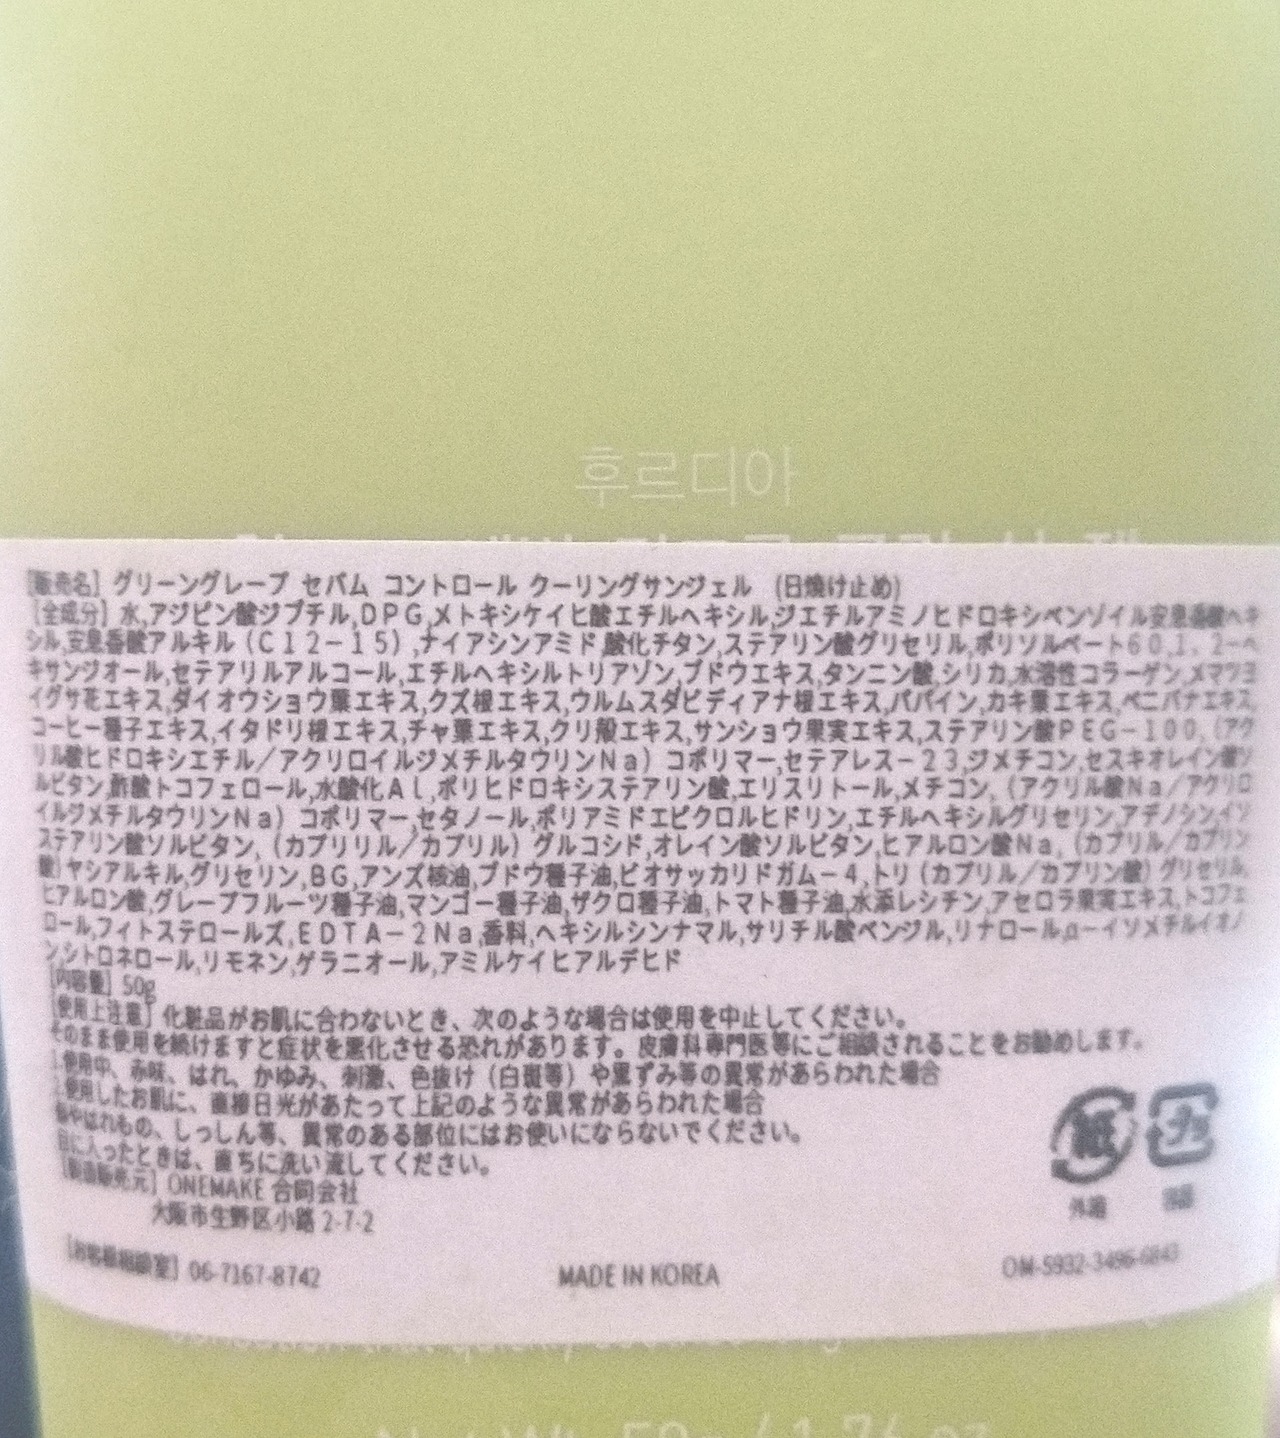 후르디아
【販売名】グリーングレープ セバム コントロール クーリングサンジェル (日焼け止め)
【全成分】水,アジピン酸ジブチル,DPG,メトキシケイヒ酸エチルヘキシル,ジエチルアミノヒドロキシベンゾイル安息香酸ヘキ
シル,安息香酸アルキル(C12-15),ナイアシンアミド,酸化チタン,ステアリン酸グリセリル,ポリソルベート60,1,2-ヘ
キサンジオール,セテアリルアルコール,エチルヘキシルトリアゾン,ブドウエキス,タンニン酸,シリカ,水溶性コラーゲン,メマツヨ
イグサ花エキス,ダイオウショウ葉エキス,クズ根エキス,ウルムスダビディアナ根エキス,パパイン,カキ葉エキス,ベニバナエキス,
コーヒー種子エキス,イタドリ根エキス,チャ葉エキス,クリ殻エキス,サンショウ果実エキス,ステアリン酸PEG-100,(アク
リル酸ヒドロキシエチル/アクリロイルジメチルタウリンNa)コポリマー,セテアレス-23,ジメチコン,セスキオレイン酸ソ
ルビタン,酢酸トコフェロール,水酸化Al,ポリヒドロキシステアリン酸,エリスリトール,メチコン,(アクリル酸Na/アクリロ
イルジメチルタウリンNa)コポリマー,セタノール,ポリアミドエピクロルヒドリン,エチルヘキシルグリセリン,アデノシン,イソ
ステアリン酸ソルビタン,(カプリリル/カプリル)グルコシド,オレイン酸ソルビタン,ヒアルロン酸Na,(カプリル/カプリン
酸)ヤシアルキル,グリセリン,BG,アンズ核油,ブドウ種子油,ビオサッカリドガム-4,トリ(カプリル/カプリン酸)グリセリル,
ヒアルロン酸,グレープフルーツ種子油,マンゴー種子油,ザクロ種子油,トマト種子油,水添レシチン,アセロラ果実エキス,トコフェ
ロール,フィトステロールズ,EDTA-2Na,香料,ヘキシルシンナマル,サリチル酸ベンジル,リナロール,α-イソメチルイオノ
ン,シトロネロール,リモネン,ゲラニオール,アミルケイヒアルデヒド
【内容量】50g
【使用上注意】化粧品がお肌に合わないとき、次のような場合は使用を中止してください。
そのまま使用を続けますと症状を悪化させる恐れがあります。皮膚科専門医等にご相談されることをお勧めします。
1.使用中、赤味、はれ、かゆみ、刺激、色抜け(白斑等)や黒ずみ等の異常があらわれた場合
2.使用したお肌に、直接日光があたって上記のような異常があらわれた場合
傷やはれもの、しっしん等、異常のある部位にはお使いにならないでください。
目に入ったときは、直ちに洗い流してください。
【製造販売元】ONEMAKE 合同会社
大阪市生野区小路 2-7-2
紙 プラ
外箱
【お客様相談室】06-7167-8742 MADE IN KOREA OM-5932-3496-6843